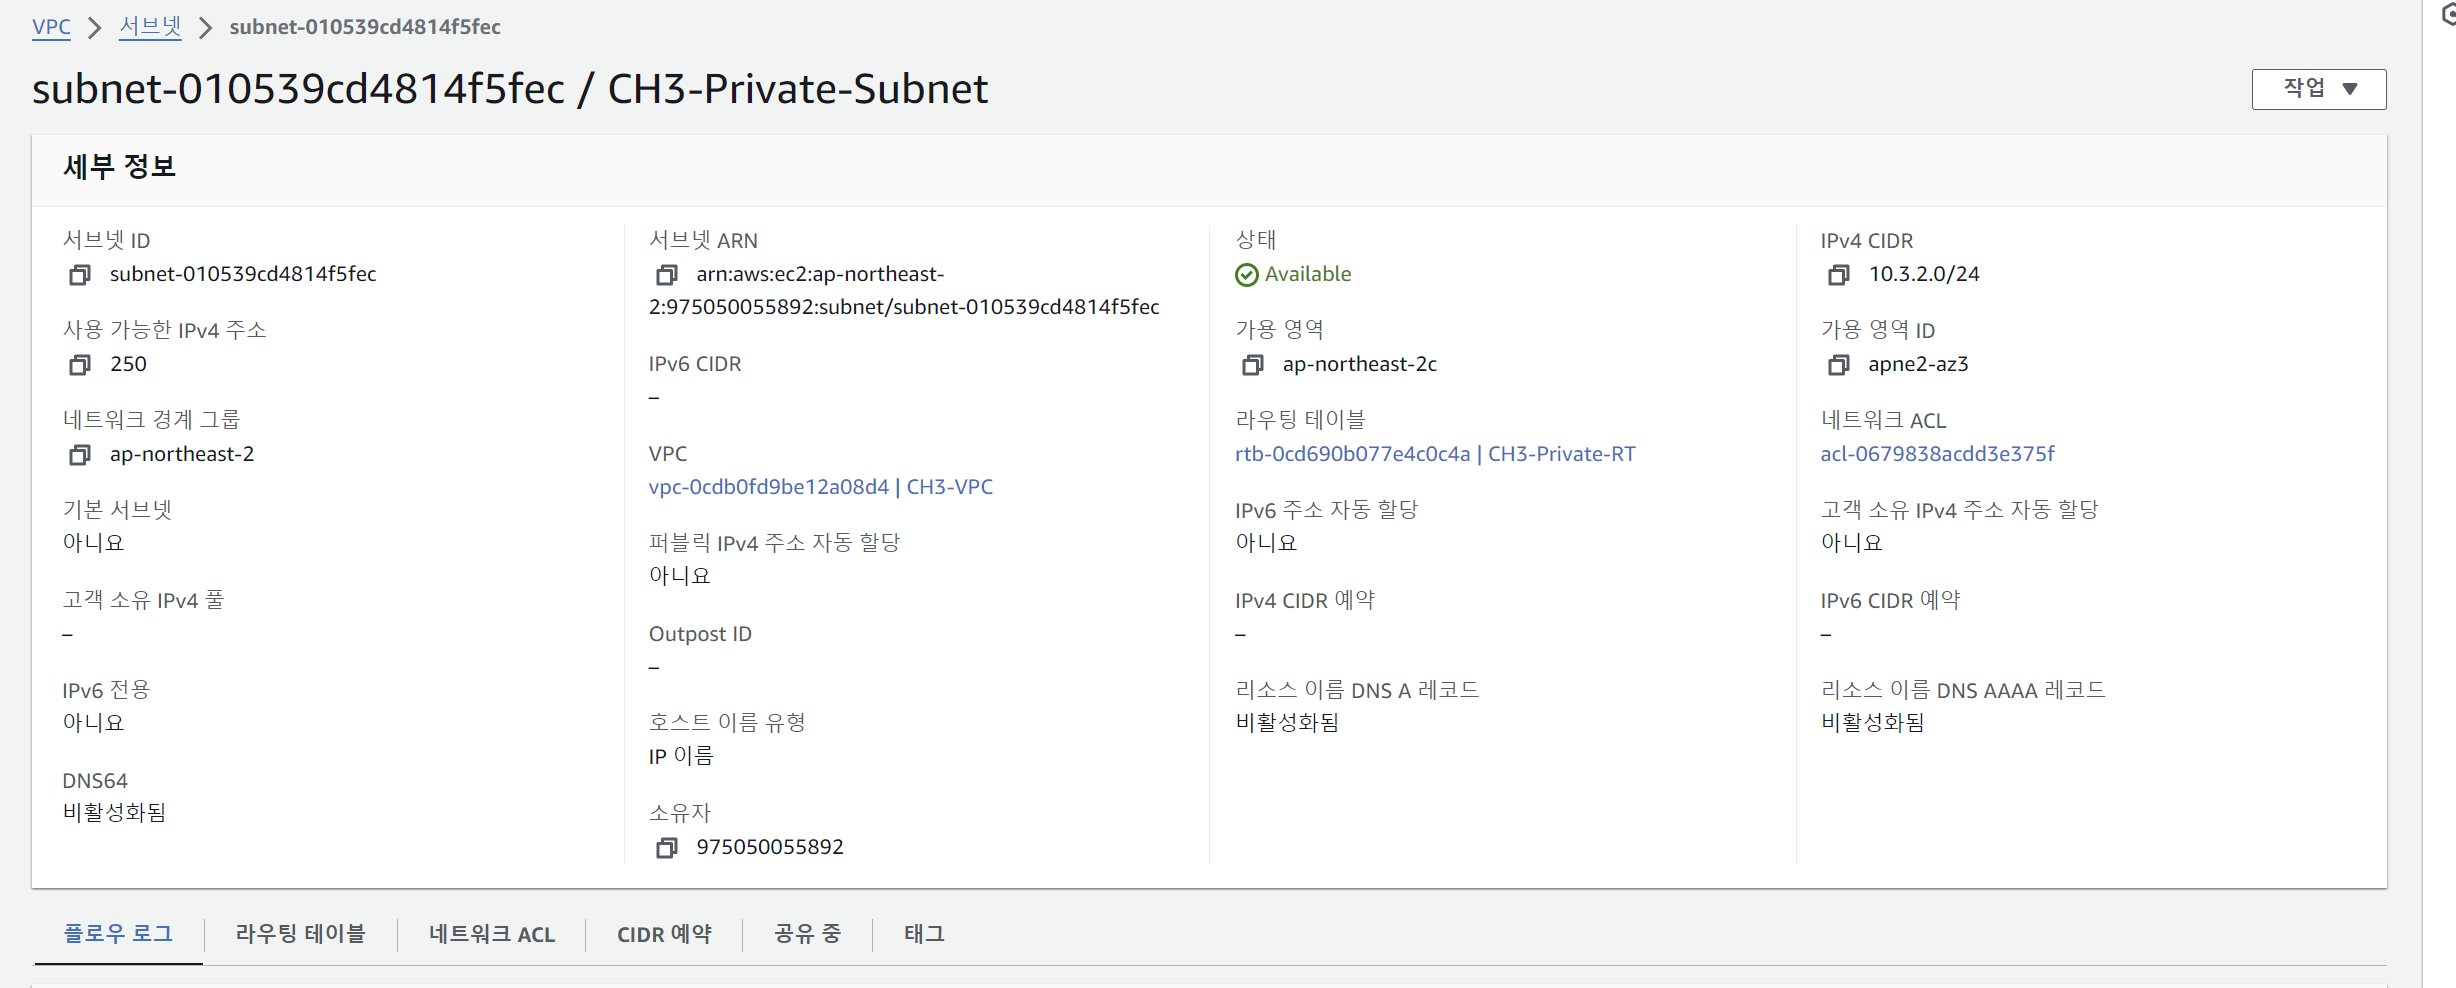 VPC > 서브넷 > subnet-010539cd4814f5fec
subnet-010539cd4814f5fec / CH3-Private-Subnet
작업 ▼
세부 정보
서브넷 ID
subnet-010539cd4814f5fec
사용 가능한 IPv4 주소
250
네트워크 경계 그룹
ap-northeast-2
기본 서브넷
아니요
고객 소유 IPv4 풀
–
IPv6 전용
아니요
DNS64
비활성화됨
서브넷 ARN
arn:aws:ec2:ap-northeast-
2:975050055892:subnet/subnet-010539cd4814f5fec
IPv6 CIDR
–
VPC
vpc-0cdb0fd9be12a08d4 | CH3-VPC
퍼블릭 IPv4 주소 자동 할당
아니요
Outpost ID
–
호스트 이름 유형
IP 이름
소유자
975050055892
상태
Available
가용 영역
ap-northeast-2c
라우팅 테이블
rtb-0cd690b077e4c0c4a | CH3-Private-RT
IPv6 주소 자동 할당
아니요
IPv4 CIDR 예약
–
리소스 이름 DNS A 레코드
비활성화됨
IPv4 CIDR
10.3.2.0/24
가용 영역 ID
apne2-az3
네트워크 ACL
acl-0679838acdd3e375f
고객 소유 IPv4 주소 자동 할당
아니요
IPv6 CIDR 예약
–
리소스 이름 DNS AAAA 레코드
비활성화됨
플로우 로그
라우팅 테이블
네트워크 ACL
CIDR 예약
공유 중
태그